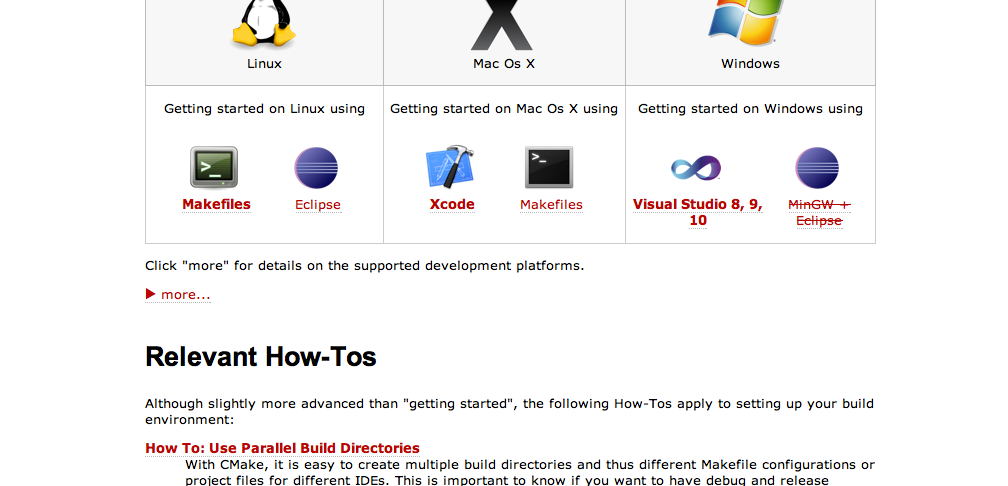 Linux
Mac Os X
Windows
Getting started on Linux using
Getting started on Mac Os X using
Getting started on Windows using
Makefiles
Eclipse
Xcode
Makefiles
Visual Studio 8, 9,
10
MinGW +
Eclipse
Click "more" for details on the supported development platforms.
▶ more...
Relevant How-Tos
Although slightly more advanced than "getting started", the following How-Tos apply to setting up your build
environment:
How To: Use Parallel Build Directories
With CMake, it is easy to create multiple build directories and thus different Makefile configurations or
project files for different IDEs. This is important to know if you want to have debug and release